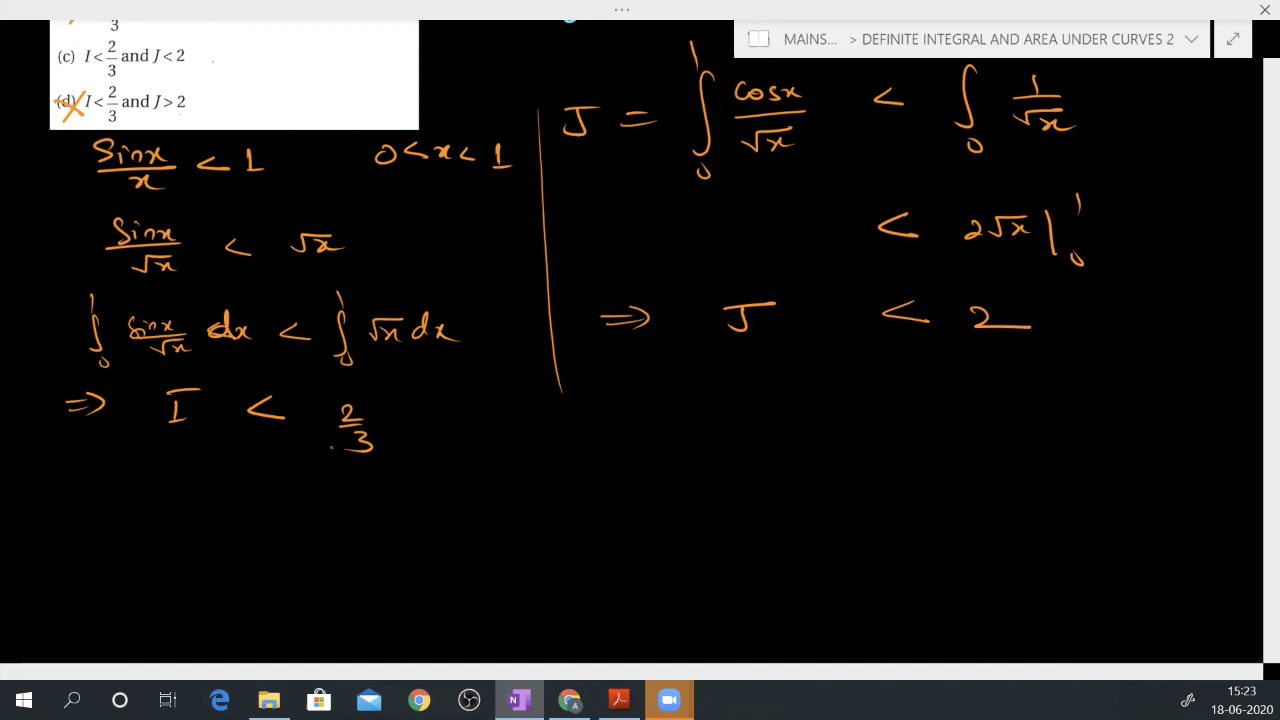 ...
MAINS... > DEFINITE INTEGRAL AND AREA UNDER CURVES 2
3
(c) I < 2/3 and J < 2
(d) I < 2/3 and J > 2
sinx/x < 1 0 < x < 1
sinx/√x < √x
∫₀¹ sinx/√x dx < ∫₀¹ √x dx
⇒ I < 2/3
J = ∫₀¹ cosx/√x < ∫₀¹ 1/√x
< 2√x |₀¹
⇒ J < 2
15:23
18-06-2020